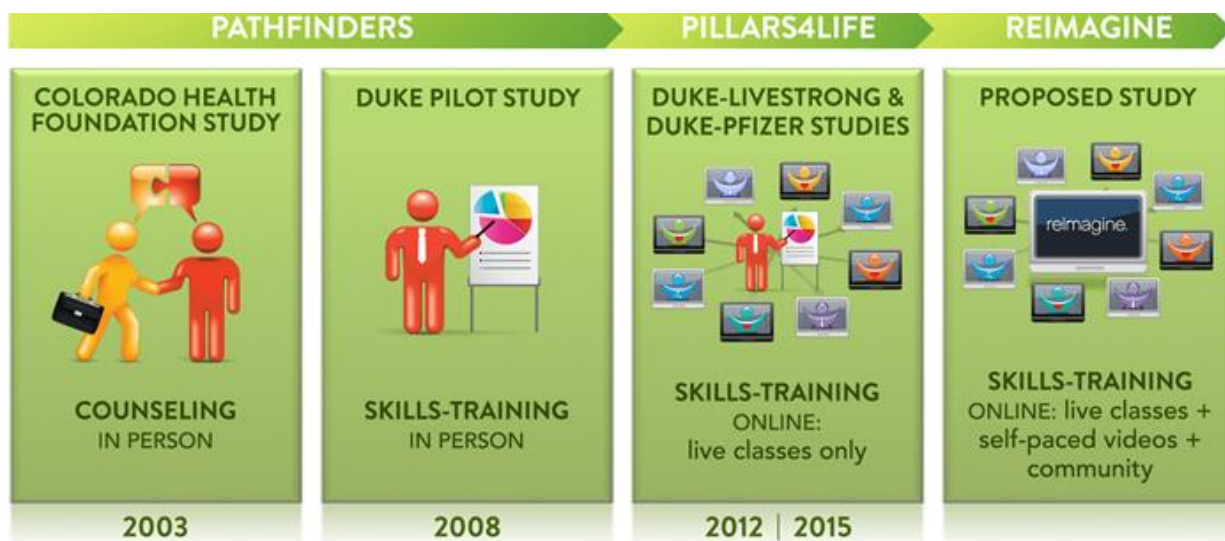 PATHFINDERS
PILLARS4LIFE
REIMAGINE
COLORADO HEALTH
FOUNDATION STUDY
COUNSELING
IN PERSON
2003
DUKE PILOT STUDY
SKILLS-TRAINING
IN PERSON
2008
DUKE-LIVESTRONG &
DUKE-PFIZER STUDIES
SKILLS-TRAINING
ONLINE:
live classes only
2012 | 2015
PROPOSED STUDY
reimagine.
SKILLS-TRAINING
ONLINE: live classes +
self-paced videos +
community